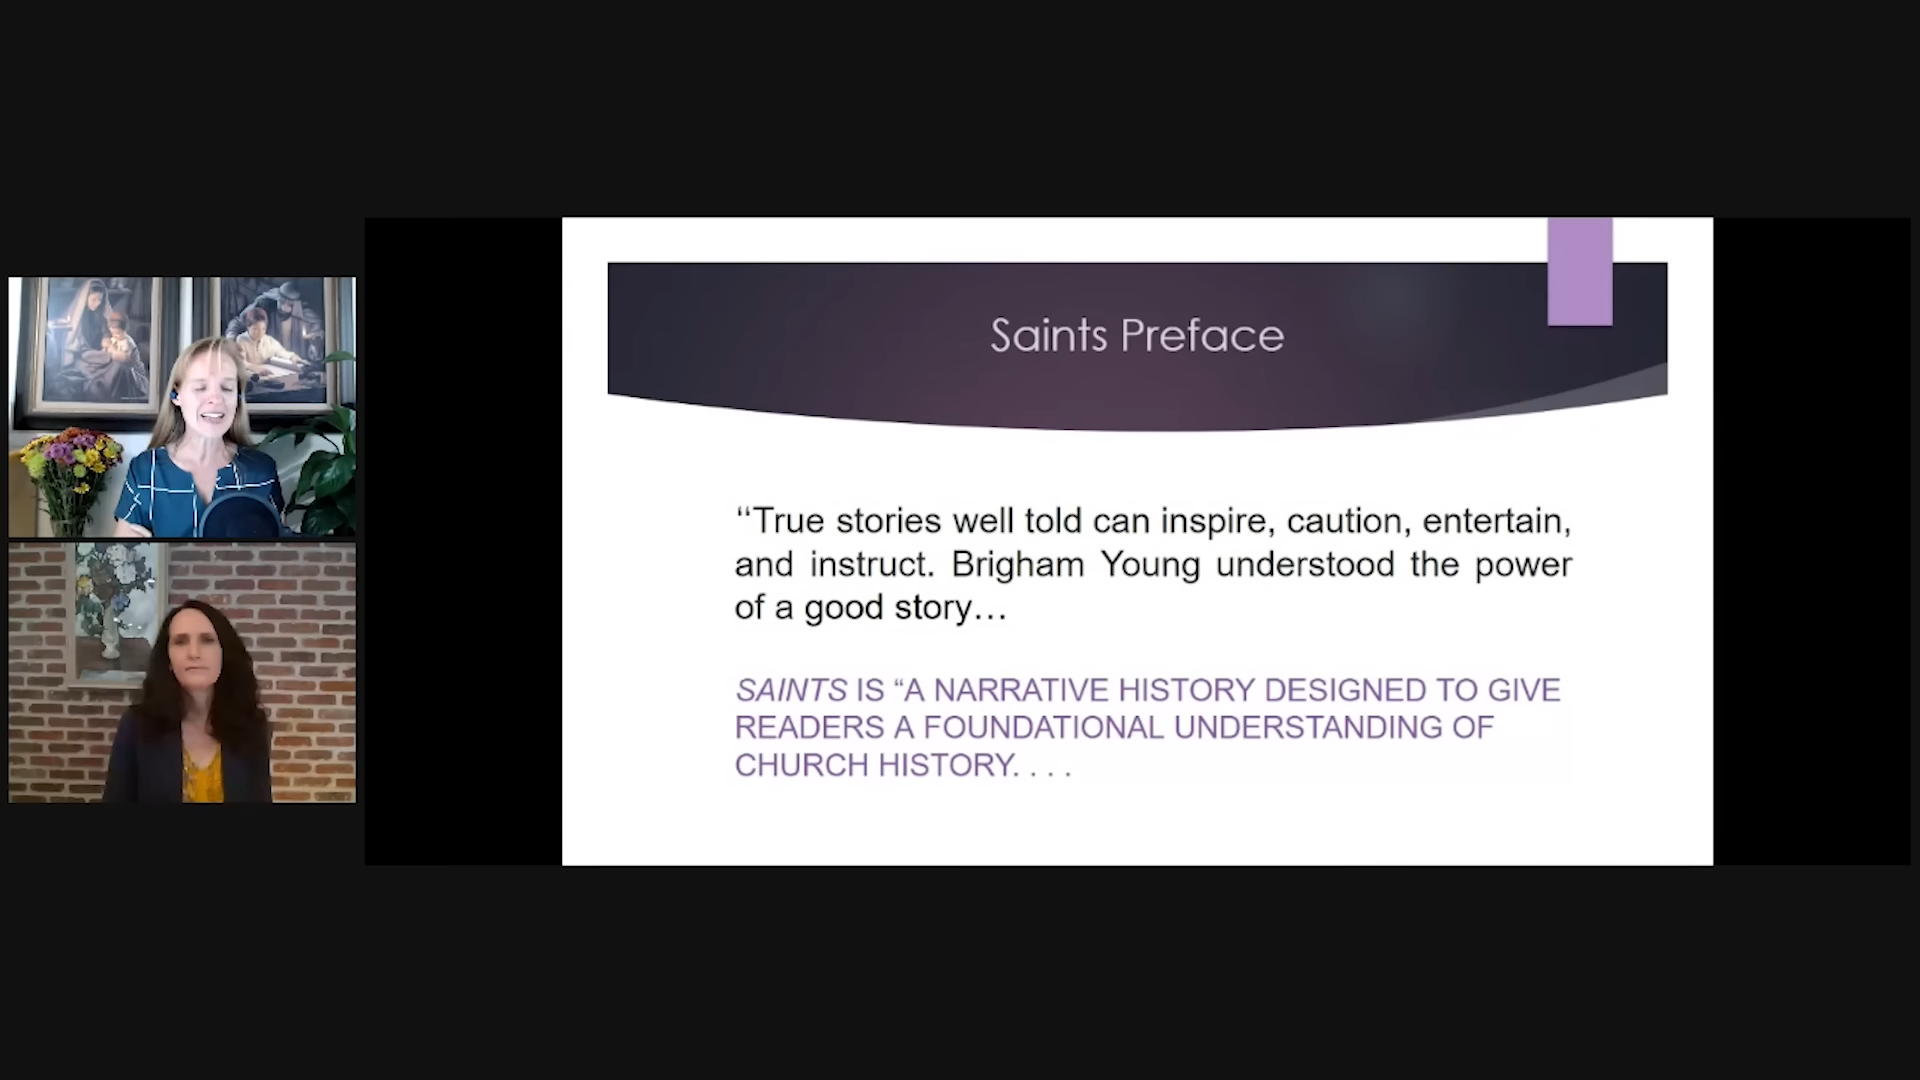 Saints Preface
“True stories well told can inspire, caution, entertain,
and instruct. Brigham Young understood the power
of a good story…
SAINTS IS “A NARRATIVE HISTORY DESIGNED TO GIVE
READERS A FOUNDATIONAL UNDERSTANDING OF
CHURCH HISTORY. . . .